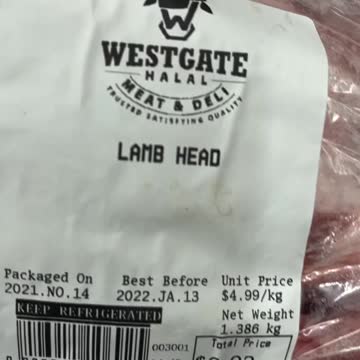 WESTGATE
HALAL
MEAT & DELI
TRUSTED SATISFYING QUALITY
LAMB HEAD
Packaged On Best Before Unit Price
2021.NO.14 2022.JA.13 $4.99/kg
Net Weight
KEEP REFRIGERATED 1.386 kg
003001 Total Price